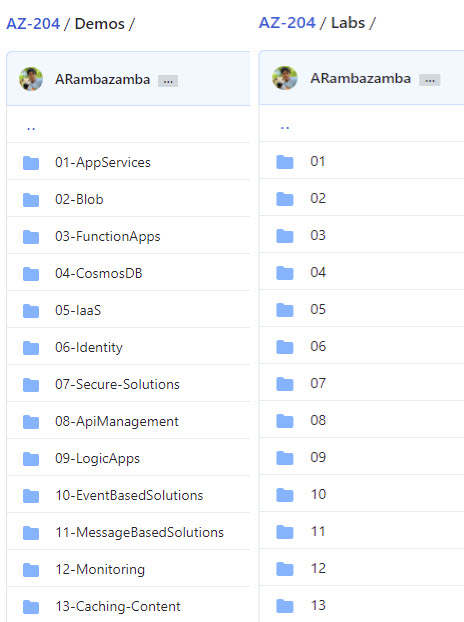 AZ-204 / Demos /
ARambazamba ...
..
01-AppServices
02-Blob
03-FunctionApps
04-CosmosDB
05-IaaS
06-Identity
07-Secure-Solutions
08-ApiManagement
09-LogicApps
10-EventBasedSolutions
11-MessageBasedSolutions
12-Monitoring
13-Caching-Content
AZ-204 / Labs /
ARambazamba ...
..
01
02
03
04
05
06
07
08
09
10
11
12
13